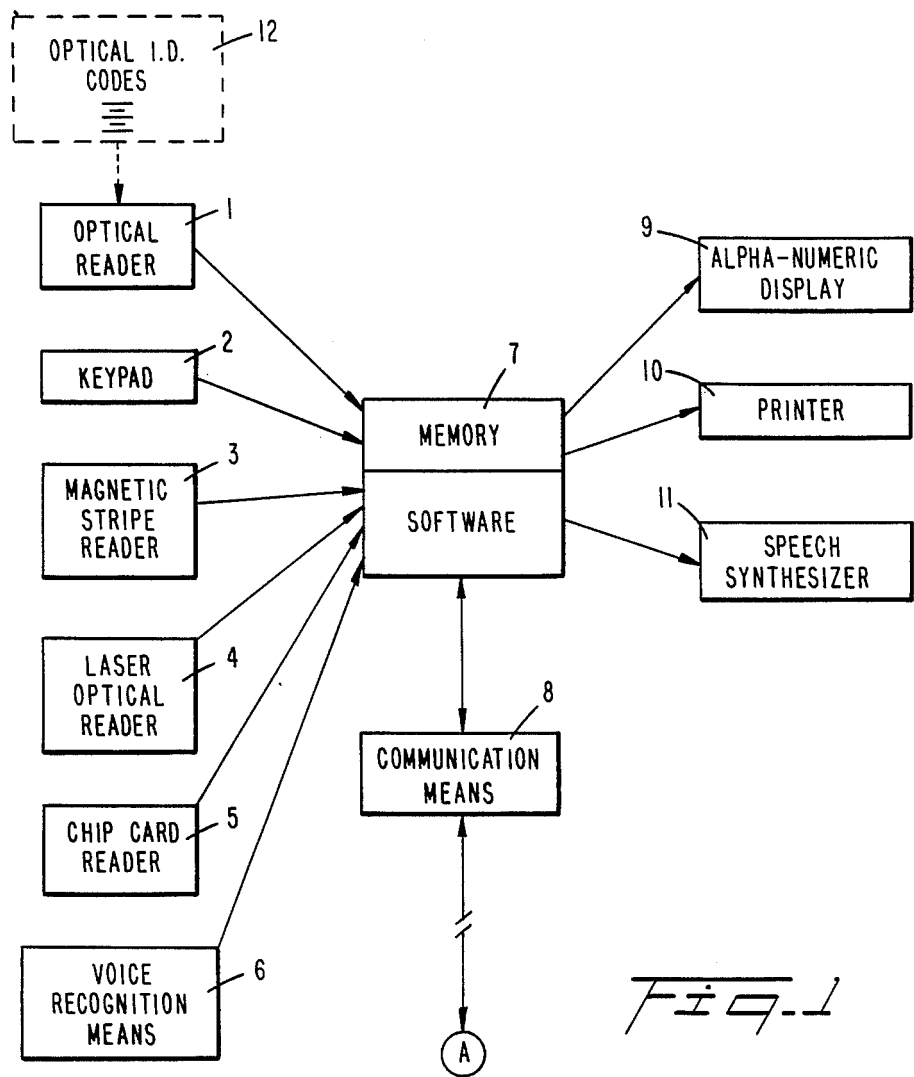 12
OPTICAL I.D.
CODES
1
OPTICAL
READER
2
KEYPAD
3
MAGNETIC
STRIPE
READER
4
LASER
OPTICAL
READER
5
CHIP CARD
READER
6
VOICE
RECOGNITION
MEANS
7
MEMORY
SOFTWARE
8
COMMUNICATION
MEANS
A
9
ALPHA-NUMERIC
DISPLAY
10
PRINTER
11
SPEECH
SYNTHESIZER
Fig.1